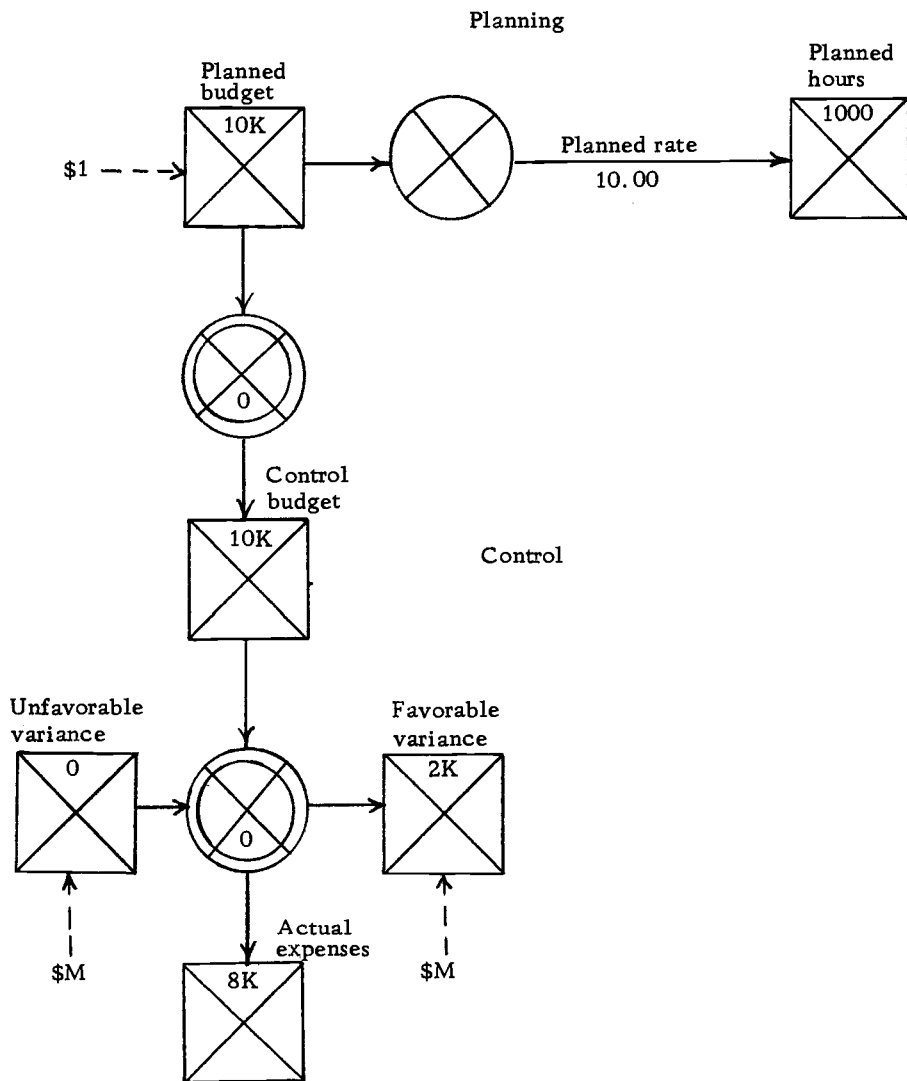 Planning
Planned
budget
Planned
hours
10K
1000
$1
Planned rate
10.00
0
Control
budget
10K
Control
Unfavorable
variance
Favorable
variance
0
2K
0
$M
Actual
expenses
$M
8K